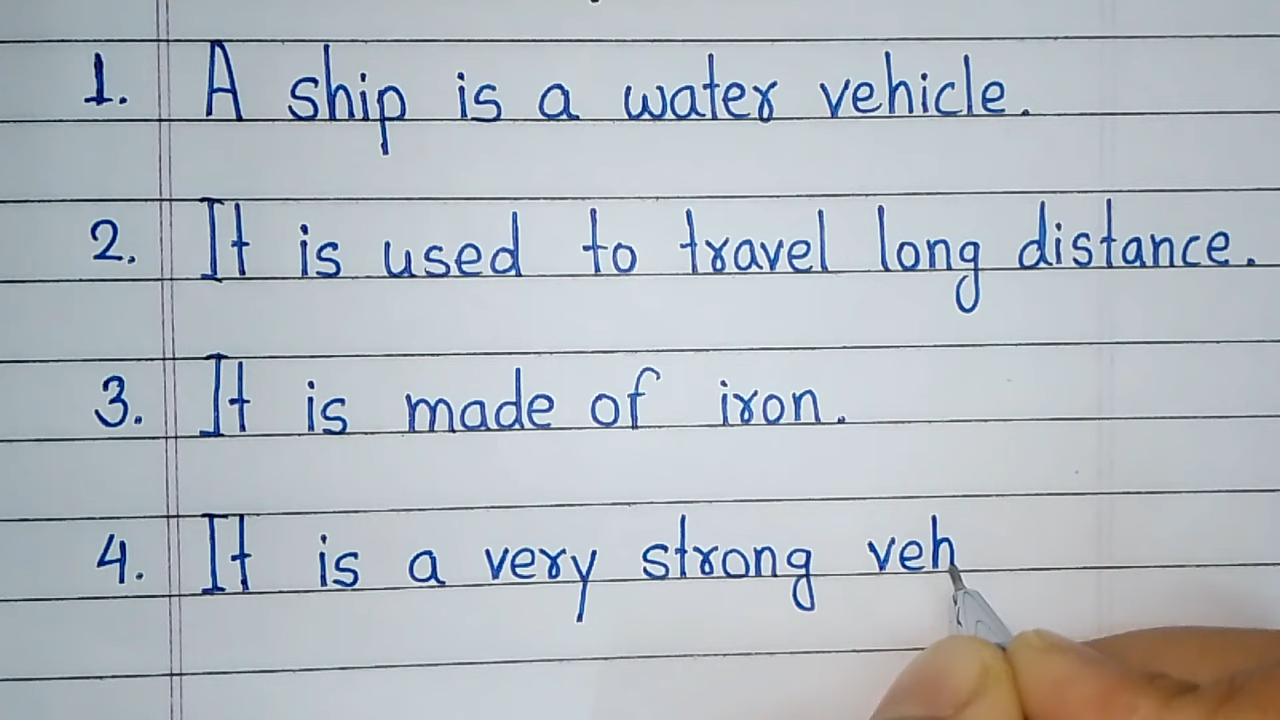 1. A ship is a water vehicle.
2. It is used to travel long distance.
3. It is made of iron.
4. It is a very strong veh